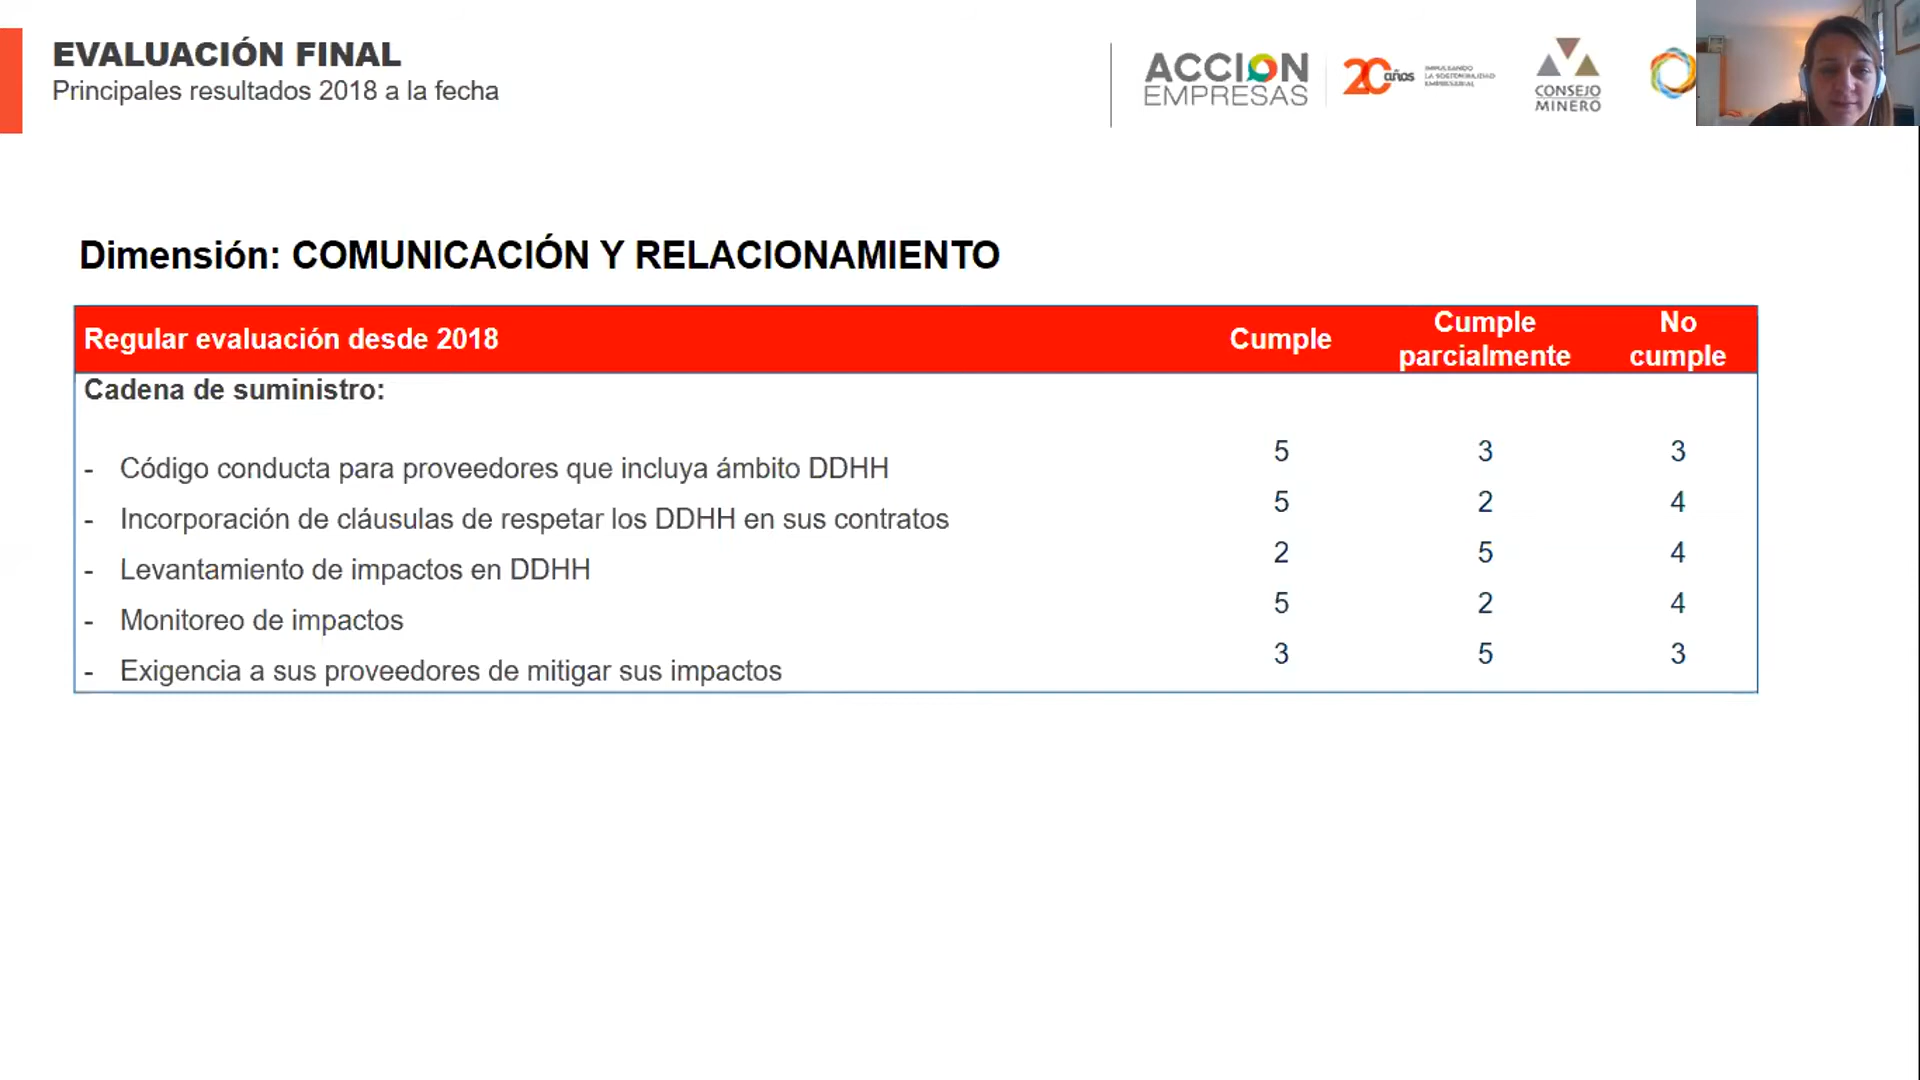 EVALUACIÓN FINAL
Principales resultados 2018 a la fecha
ACCION
EMPRESAS
20 años
IMPULSANDO
LA SOSTENIBILIDAD
EMPRESARIAL
CONSEJO
MINERO
Dimensión: COMUNICACIÓN Y RELACIONAMIENTO
Regular evaluación desde 2018 Cumple Cumple parcialmente No cumple
Cadena de suministro:
- Código conducta para proveedores que incluya ámbito DDHH 5 3 3
- Incorporación de cláusulas de respetar los DDHH en sus contratos 5 2 4
- Levantamiento de impactos en DDHH 2 5 4
- Monitoreo de impactos 5 2 4
- Exigencia a sus proveedores de mitigar sus impactos 3 5 3